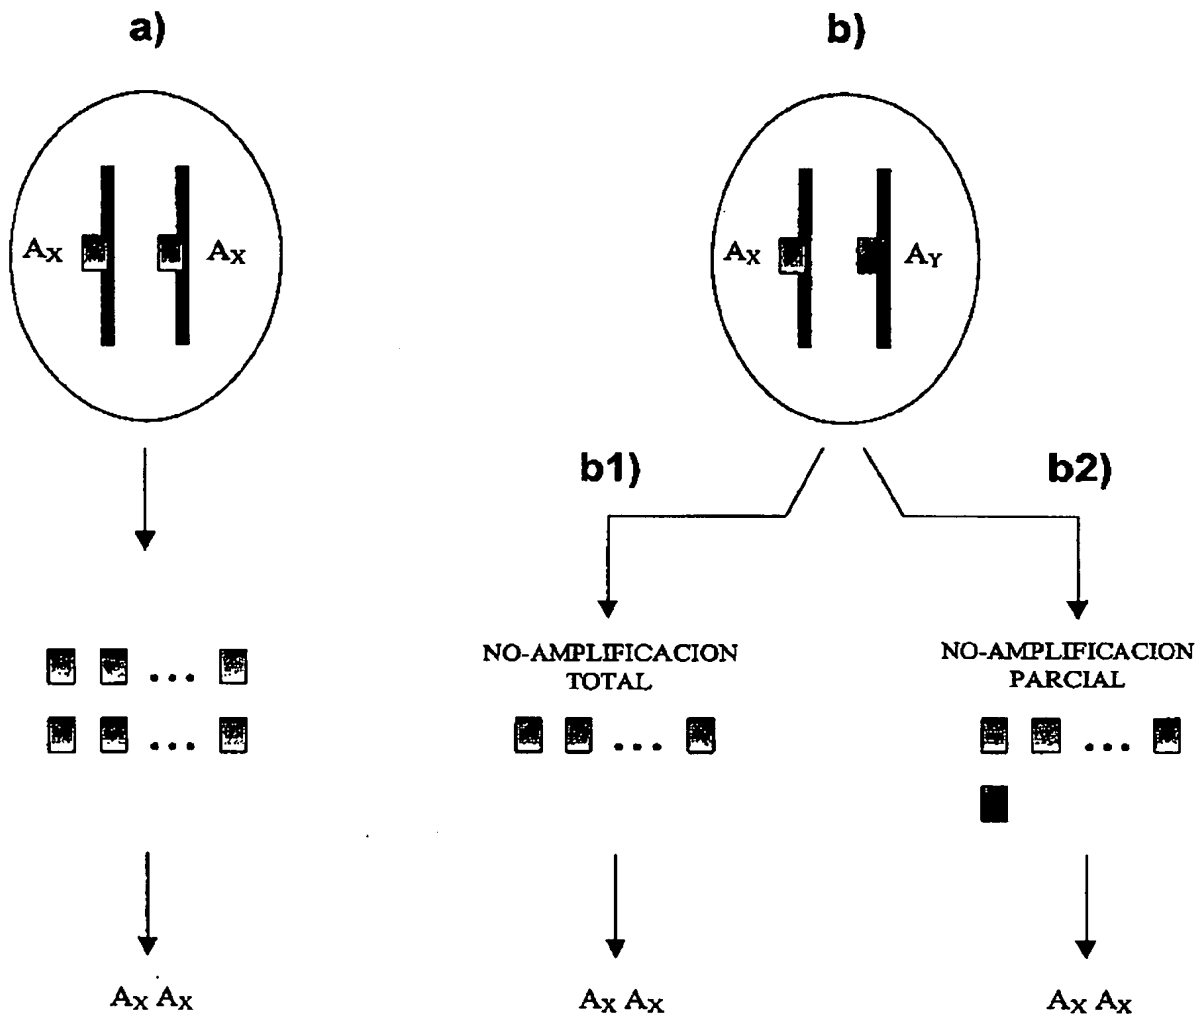 a)
b)
AX
AX
AX
AY
b1)
b2)
NO-AMPLIFICACION
TOTAL
NO-AMPLIFICACION
PARCIAL
...
...
...
...
AX AX
AX AX
AX AX